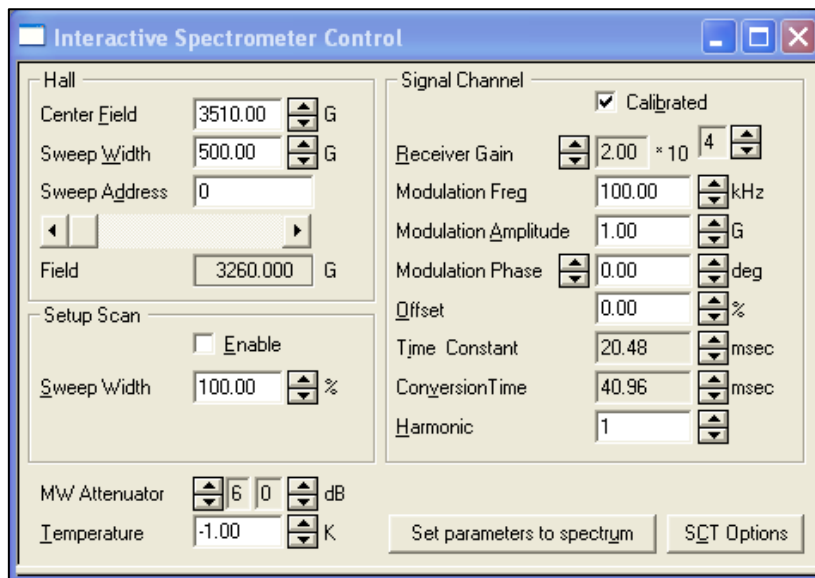 Interactive Spectrometer Control
Hall
Center Field 3510.00 G
Sweep Width 500.00 G
Sweep Address 0
Field 3260.000 G
Setup Scan
Enable
Sweep Width 100.00 %
MW Attenuator 6 0 dB
Temperature -1.00 K
Signal Channel
Calibrated
Receiver Gain 2.00 * 10 4
Modulation Freq 100.00 kHz
Modulation Amplitude 1.00 G
Modulation Phase 0.00 deg
Offset 0.00 %
Time Constant 20.48 msec
ConversionTime 40.96 msec
Harmonic 1
Set parameters to spectrum
SCT Options